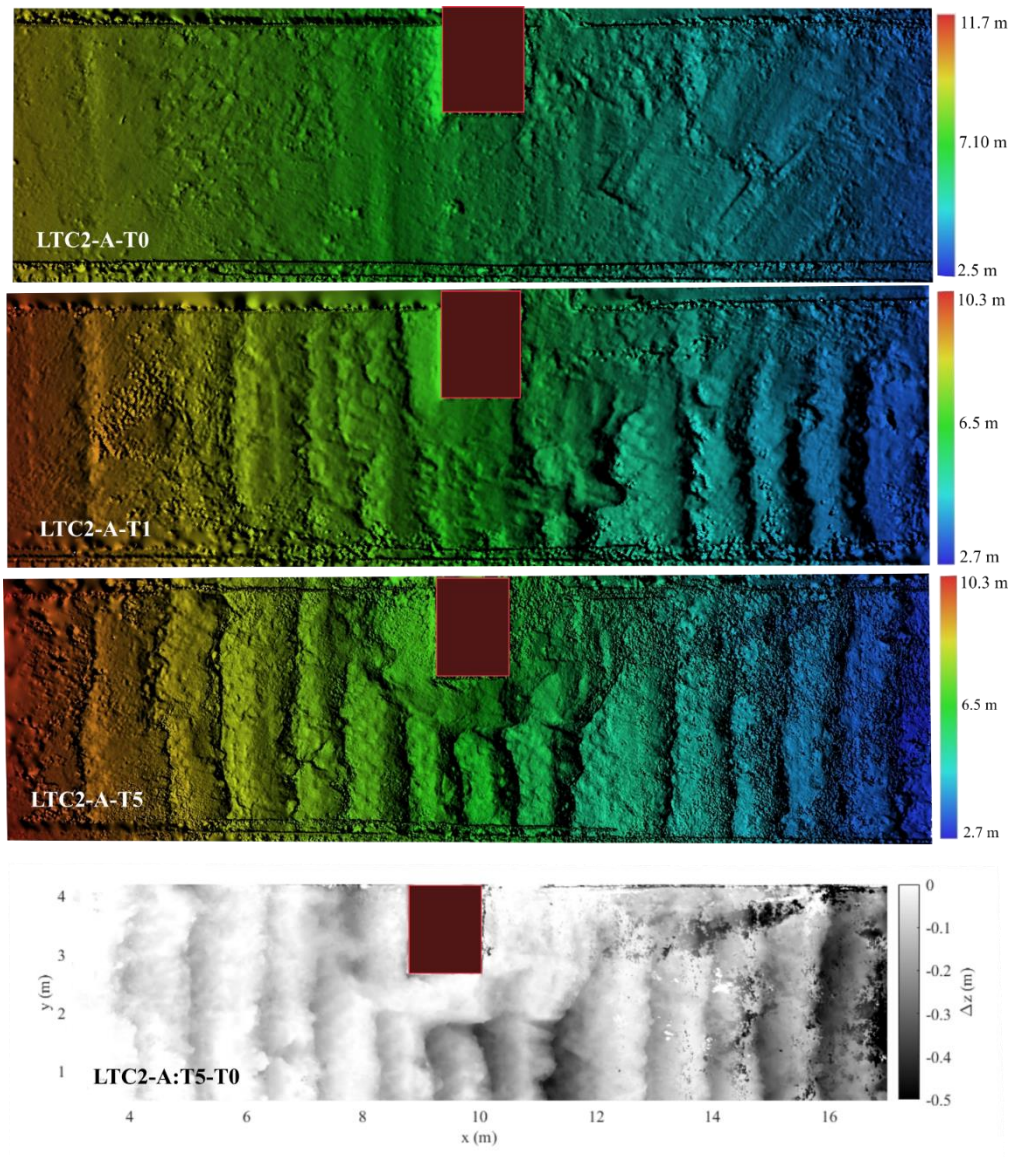 11.7 m
7.10 m
2.5 m
LTC2-A-T0
10.3 m
6.5 m
2.7 m
LTC2-A-T1
10.3 m
6.5 m
2.7 m
LTC2-A-T5
4
3
2
1
y (m)
LTC2-A:T5-T0
4 6 8 10 12 14 16
x (m)
0
-0.1
-0.2
-0.3
-0.4
-0.5
Δz (m)